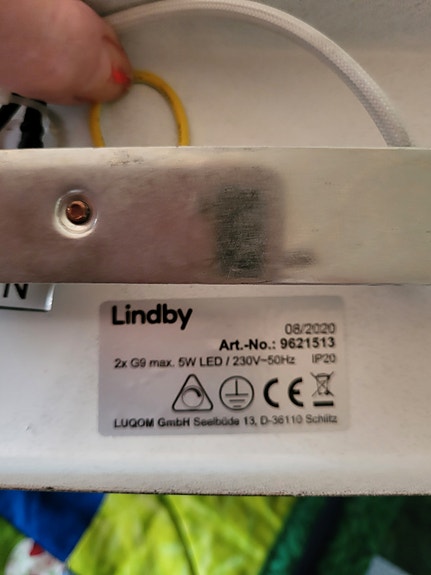 N
Lindby
08/2020
Art.-No.: 9621513
2x G9 max. 5W LED / 230V~50Hz IP20
CE
LUQOM GmbH Seelbüde 13, D-36110 Schlitz